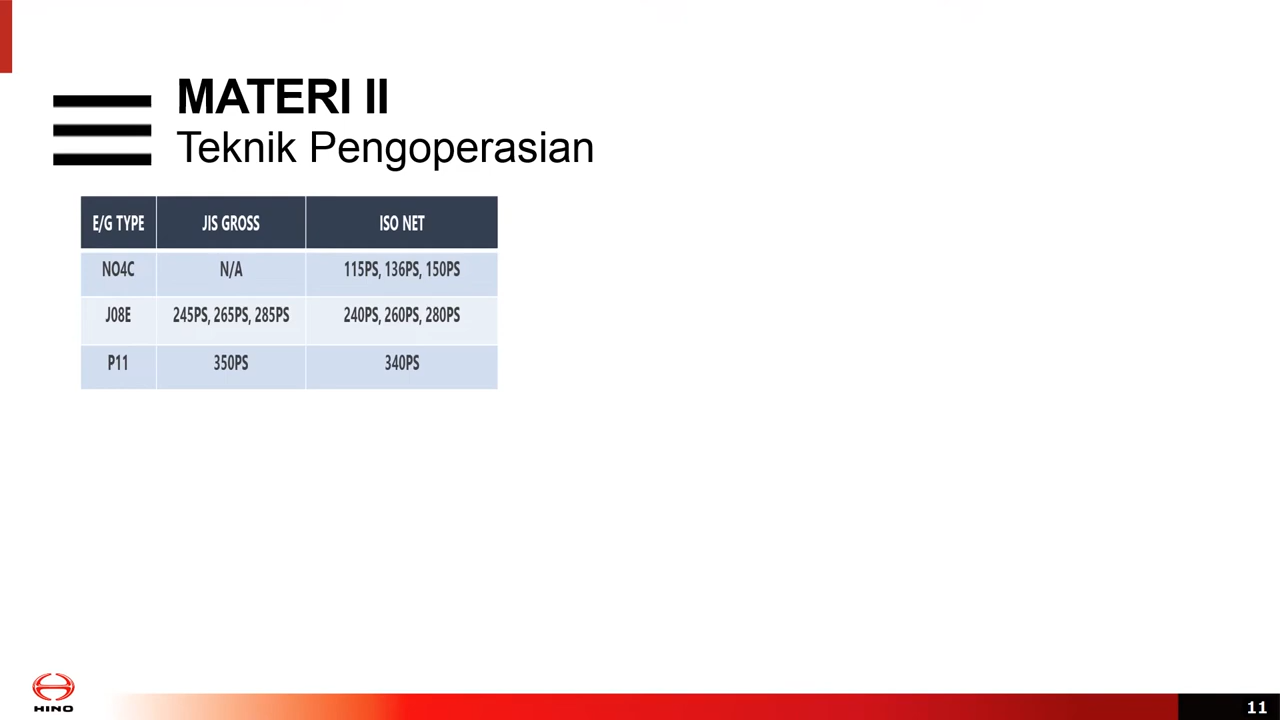 MATERI II
Teknik Pengoperasian
E/G TYPE JIS GROSS ISO NET
NO4C N/A 115PS, 136PS, 150PS
J08E 245PS, 265PS, 285PS 240PS, 260PS, 280PS
P11 350PS 340PS
HINO
11